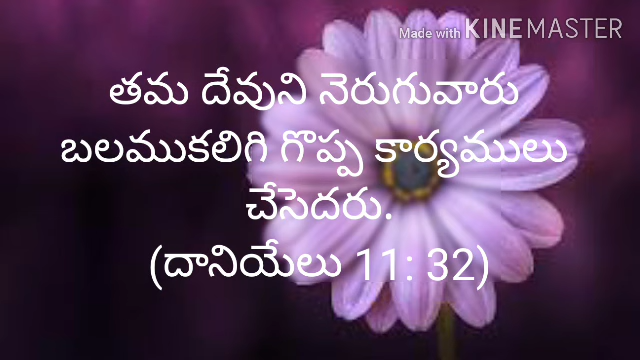 Made with KINEMASTER
తమ దేవుని నెరుగువారు
బలముకలిగి గొప్ప కార్యములు
చేసెదరు.
(దానియేలు 11: 32)